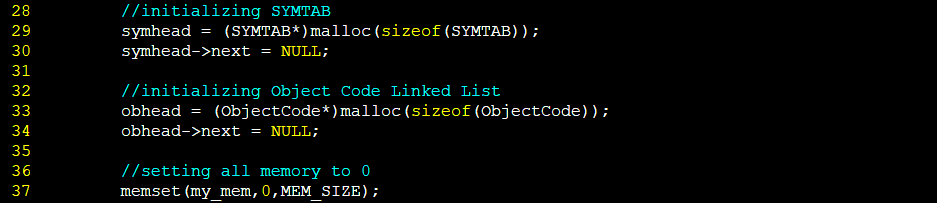 28         //initializing SYMTAB
29         symhead = (SYMTAB*)malloc(sizeof(SYMTAB));
30         symhead->next = NULL;
31
32         //initializing Object Code Linked List
33         obhead = (ObjectCode*)malloc(sizeof(ObjectCode));
34         obhead->next = NULL;
35
36         //setting all memory to 0
37         memset(my_mem,0,MEM_SIZE);